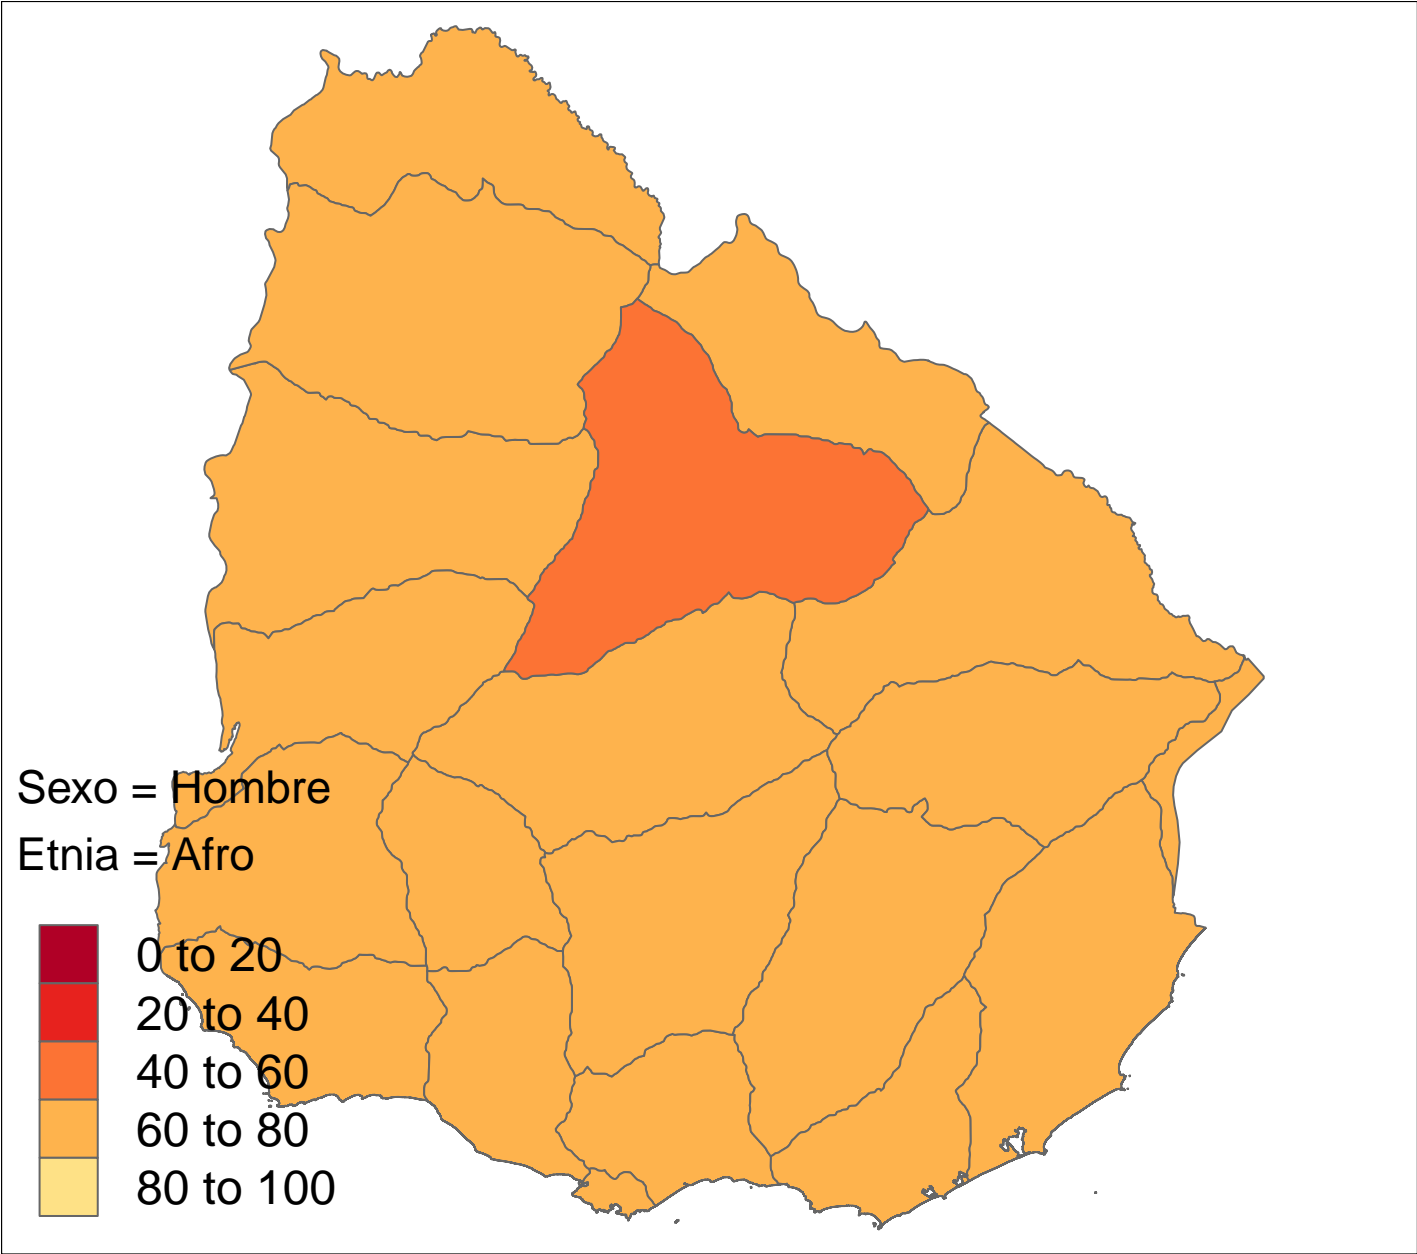 Sexo = Hombre
Etnia = Afro
0 to 20
20 to 40
40 to 60
60 to 80
80 to 100